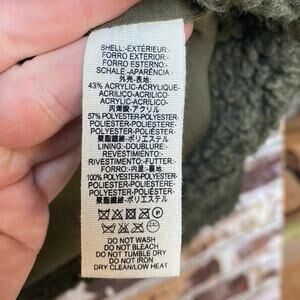 SHELL:-EXTÉRIEUR:-
FORRO EXTERIOR:-
FORRO ESTERNO:-
SCHALE:-APARÊNCIA:-
外壳:-表地:
43% ACRYLIC-ACRYLIQUE-
ACRILICO-ACRÍLICO-
ACRYLIC-ACRÍLICO-
丙烯酸-アクリル
57% POLYESTER-POLYESTER-
POLIÉSTER-POLIESTERE-
POLYESTER-POLIÉSTER-
聚酯纖維-ポリエステル
LINING:-DOUBLURE:-
REVESTIMIENTO:-
RIVESTIMENTO:-FUTTER:-
FORRO:-内里:-裏地:
100% POLYESTER-POLYESTER-
POLIÉSTER-POLIESTERE-
POLYESTER-POLIÉSTER-
聚酯纖維-ポリエステル
DO NOT WASH
DO NOT BLEACH
DO NOT TUMBLE DRY
DO NOT IRON
DRY CLEAN/LOW HEAT